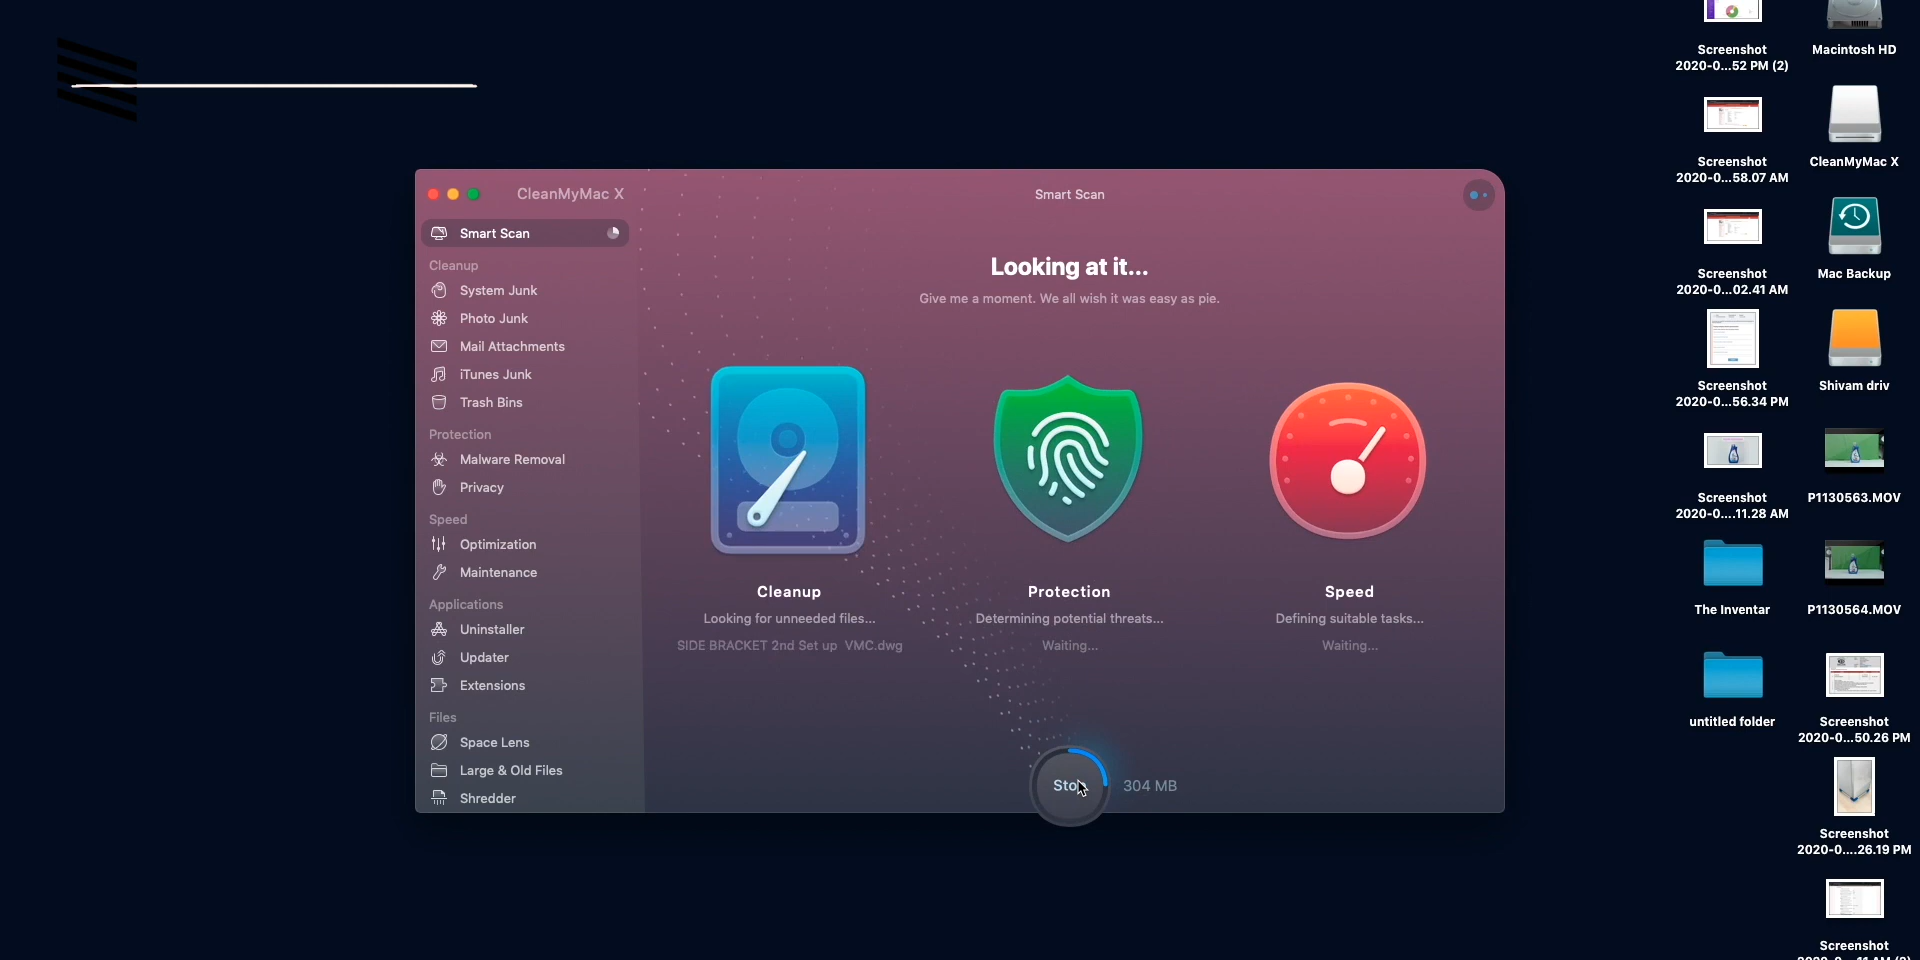 CleanMyMac X
Smart Scan
Smart Scan
Cleanup
System Junk
Photo Junk
Mail Attachments
iTunes Junk
Trash Bins
Protection
Malware Removal
Privacy
Speed
Optimization
Maintenance
Applications
Uninstaller
Updater
Extensions
Files
Space Lens
Large & Old Files
Shredder
Looking at it...
Give me a moment. We all wish it was easy as pie.
Cleanup
Looking for unneeded files...
SIDE BRACKET 2nd Set up VMC.dwg
Protection
Determining potential threats...
Waiting...
Speed
Defining suitable tasks...
Waiting...
Stop
304 MB
Screenshot
2020-0...52 PM (2)
Screenshot
2020-0...58.07 AM
Screenshot
2020-0...02.41 AM
Screenshot
2020-0...56.34 PM
Screenshot
2020-0....11.28 AM
The Inventar
untitled folder
Macintosh HD
CleanMyMac X
Mac Backup
Shivam driv
P1130563.MOV
P1130564.MOV
Screenshot
2020-0...50.26 PM
Screenshot
2020-0....26.19 PM
Screenshot